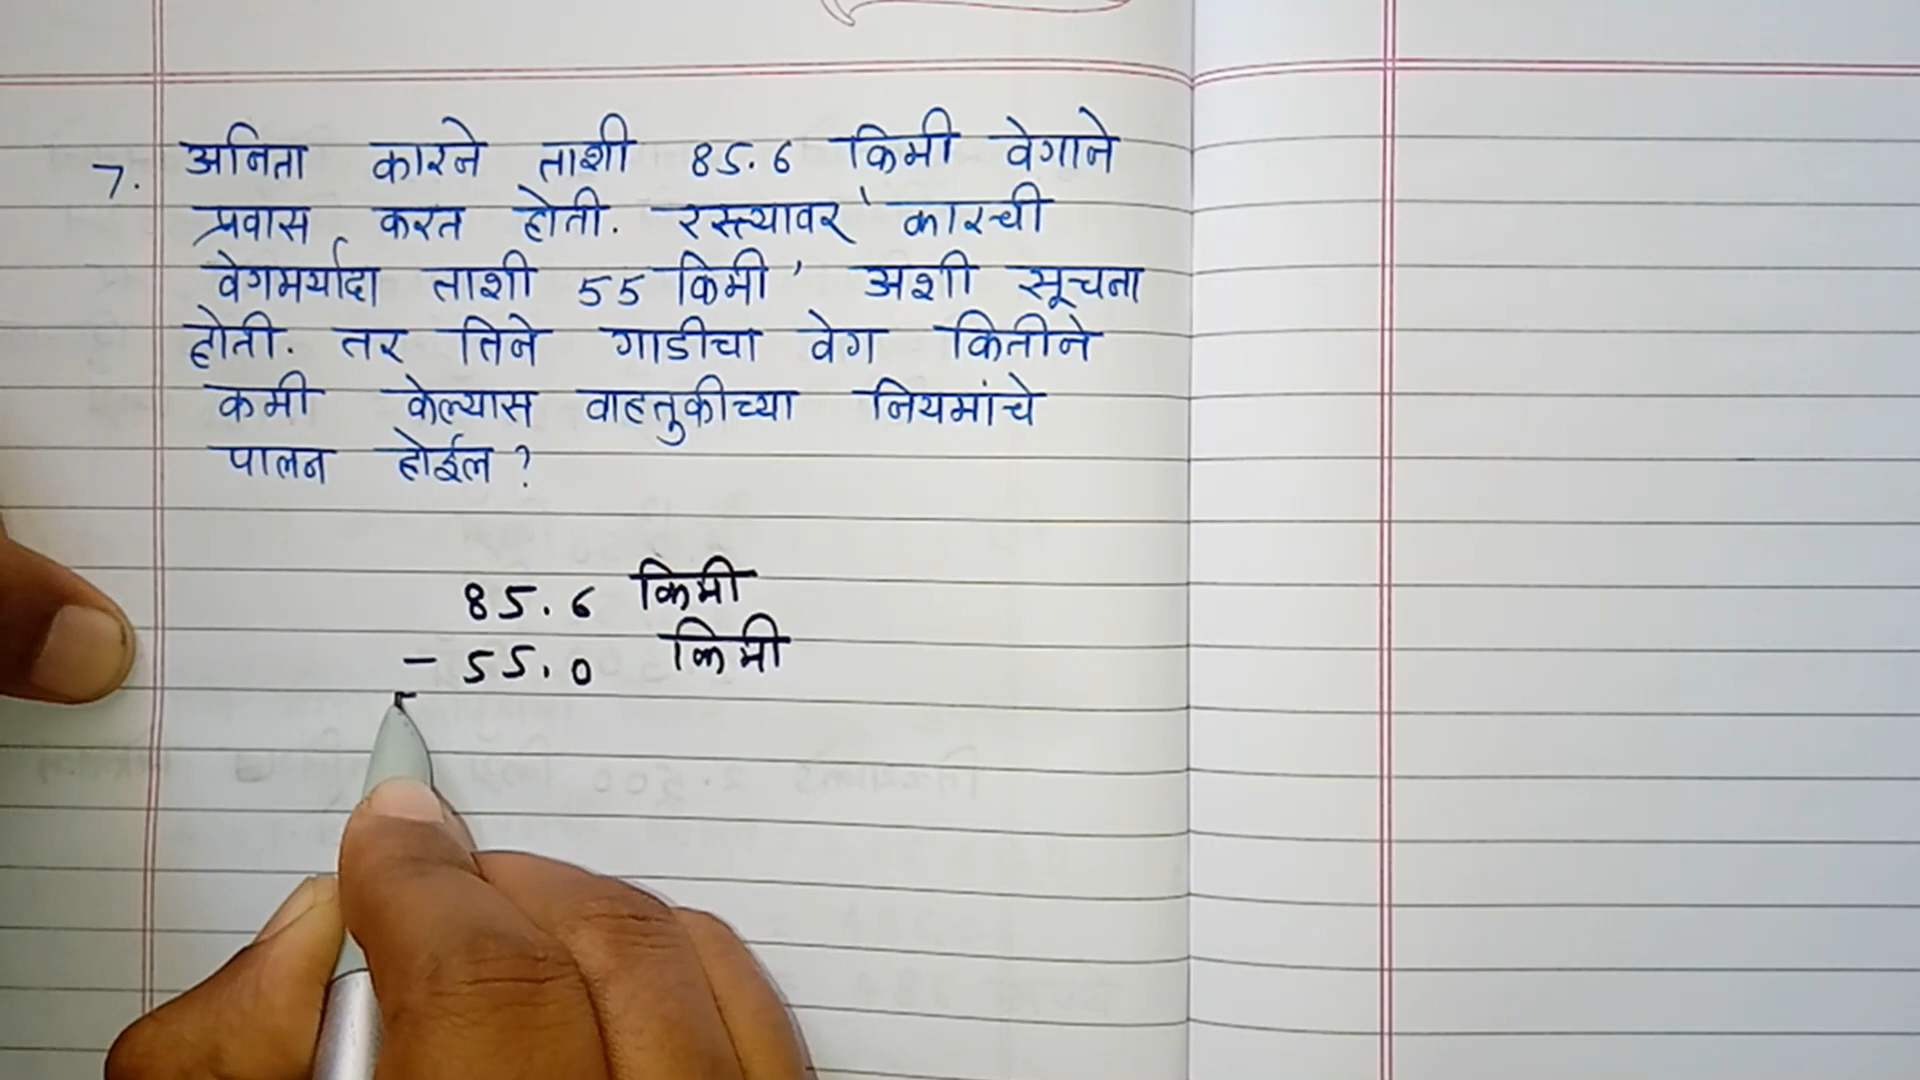 7. अनिता कारने ताशी 85.6 किमी वेगाने
प्रवास करत होती. रस्त्यावर 'कारची
वेगमर्यादा ताशी 55 किमी' अशी सूचना
होती. तर तिने गाडीचा वेग कितीने
कमी केल्यास वाहतुकीच्या नियमांचे
पालन होईल ?
85.6 किमी
- 55.0 किमी